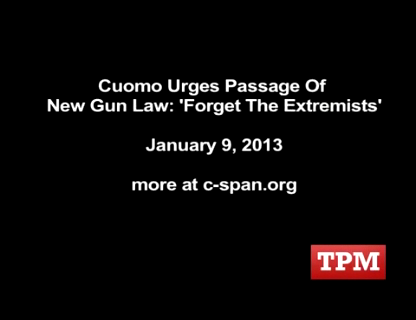 Cuomo Urges Passage Of
New Gun Law: 'Forget The Extremists'
January 9, 2013
more at c-span.org
TPM